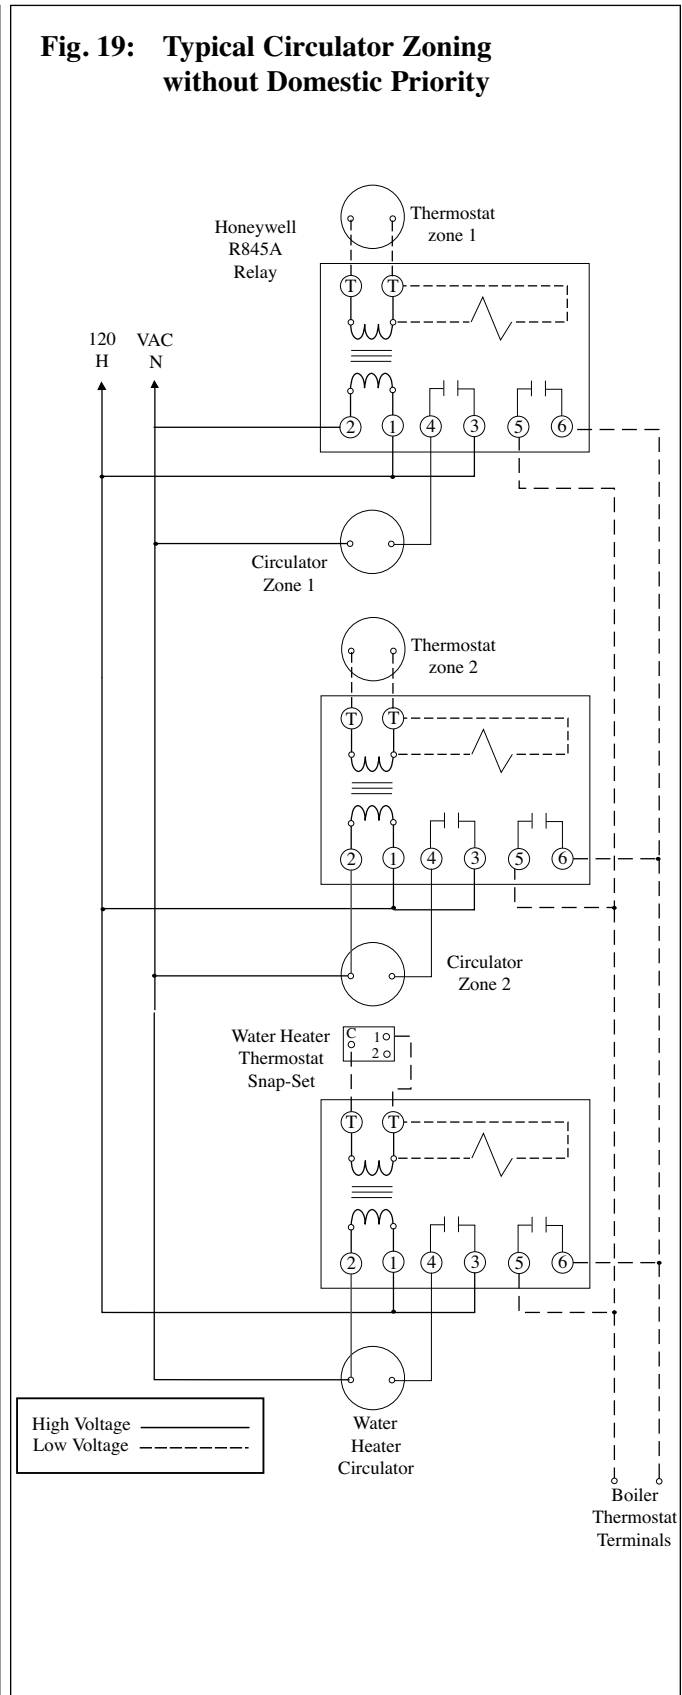 Fig. 19: Typical Circulator Zoning
without Domestic Priority
Thermostat
zone 1
Honeywell
R845A
Relay
T T
120 VAC
H N
2 1 4 3 5 6
Circulator
Zone 1
Thermostat
zone 2
T T
2 1 4 3 5 6
Circulator
Zone 2
Water Heater
Thermostat
Snap-Set
C 1
2
T T
2 1 4 3 5 6
High Voltage
Low Voltage
Water
Heater
Circulator
Boiler
Thermostat
Terminals